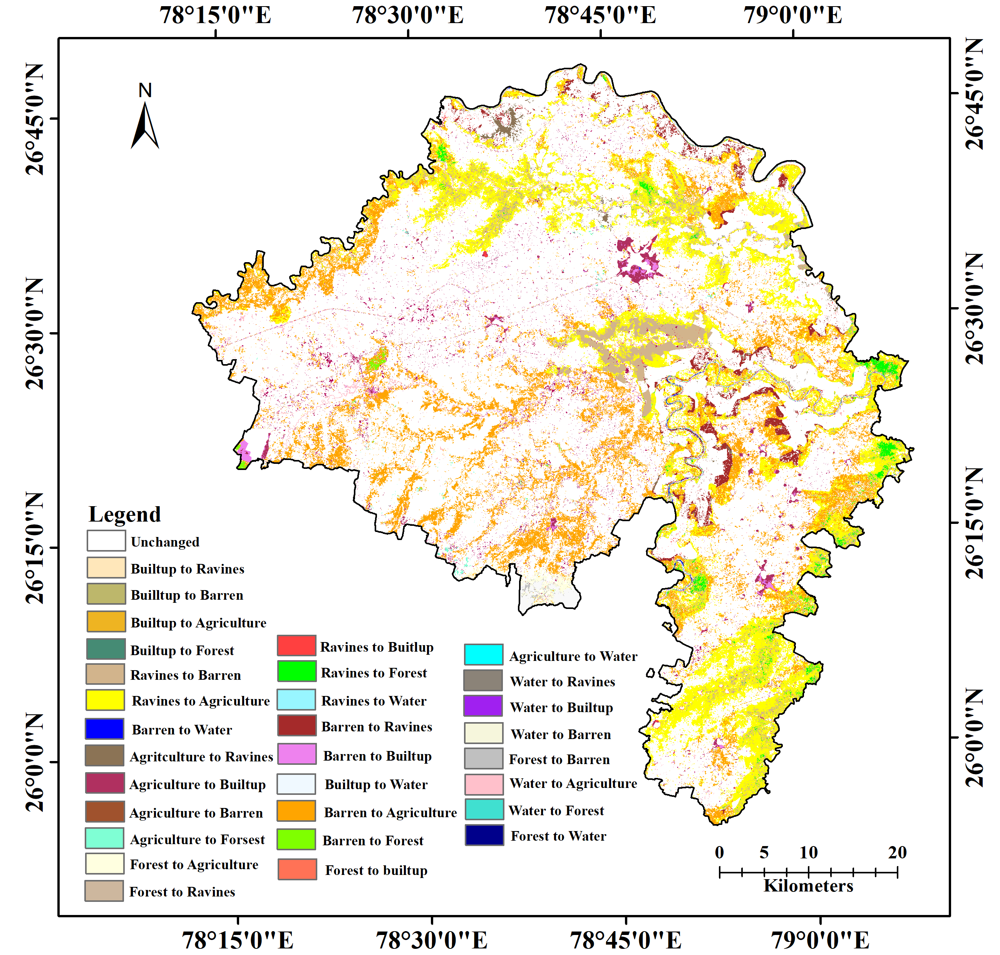 78°15'0"E 78°30'0"E 78°45'0"E 79°0'0"E
26°45'0"N
26°45'0"N
N
26°30'0"N
26°30'0"N
26°15'0"N
26°15'0"N
26°0'0"N
26°0'0"N
Legend
Unchanged
Builtup to Ravines
Builltup to Barren
Builtup to Agriculture
Builtup to Forest
Ravines to Barren
Ravines to Agriculture
Barren to Water
Agritculture to Ravines
Agriculture to Builtup
Agriculture to Barren
Agriculture to Forsest
Forest to Agriculture
Forest to Ravines
Ravines to Buitlup
Ravines to Forest
Ravines to Water
Barren to Ravines
Barren to Builtup
Builtup to Water
Barren to Agriculture
Barren to Forest
Forest to builtup
Agriculture to Water
Water to Ravines
Water to Builtup
Water to Barren
Forest to Barren
Water to Agriculture
Water to Forest
Forest to Water
0 5 10 20
Kilometers
78°15'0"E 78°30'0"E 78°45'0"E 79°0'0"E